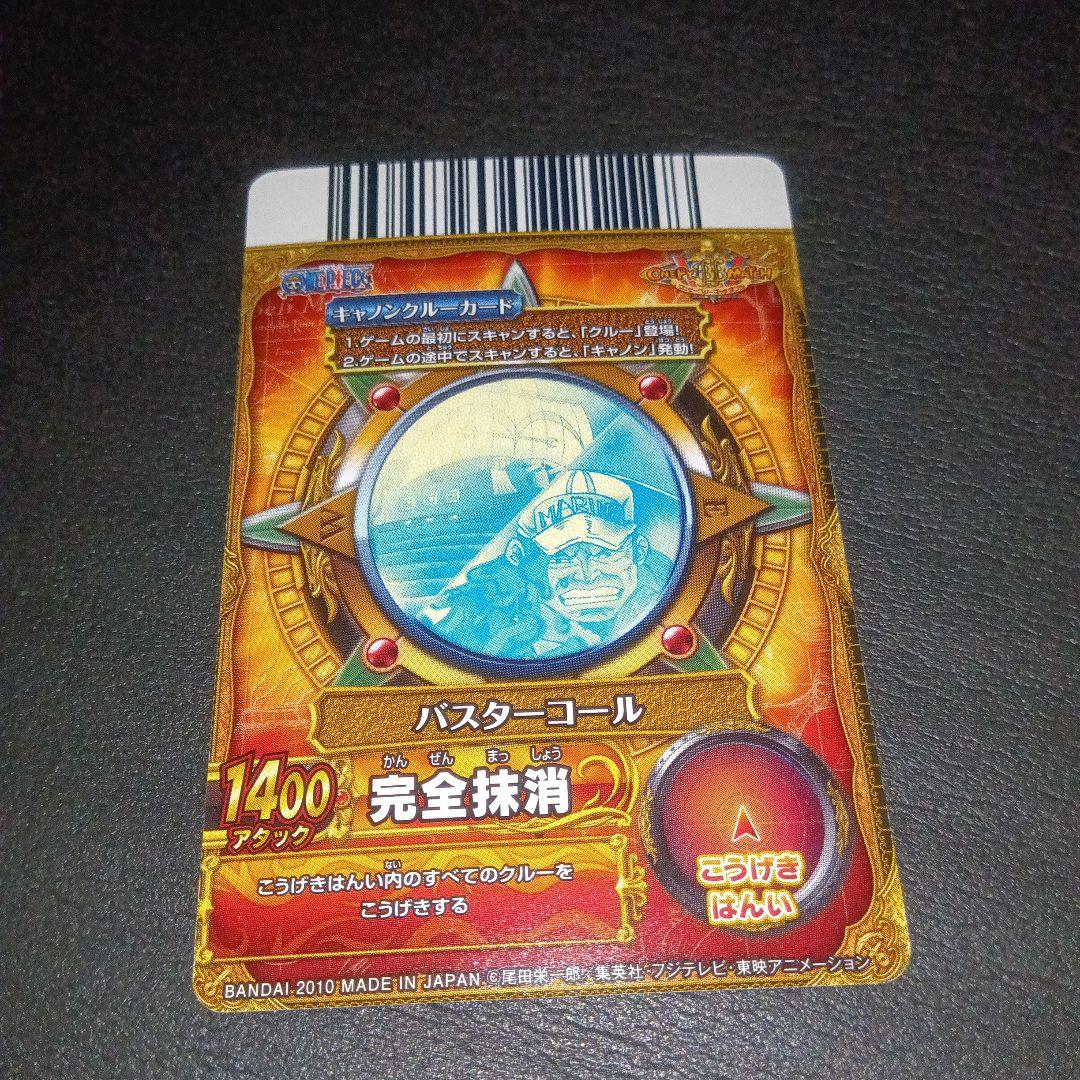 ONE PIECE
キャノンクルーカード
1.ゲームの最初にスキャンすると、「クルー」登場!
2.ゲームの途中でスキャンすると、「キャノン」発動!
W
E
バスターコール
1400
アタック
かんぜんまっしょう
完全抹消
こうげきはんい内のすべてのクルーを
こうげきする
こうげき
はんい
BANDAI 2010 MADE IN JAPAN ©尾田栄一郎/集英社・フジテレビ・東映アニメーション